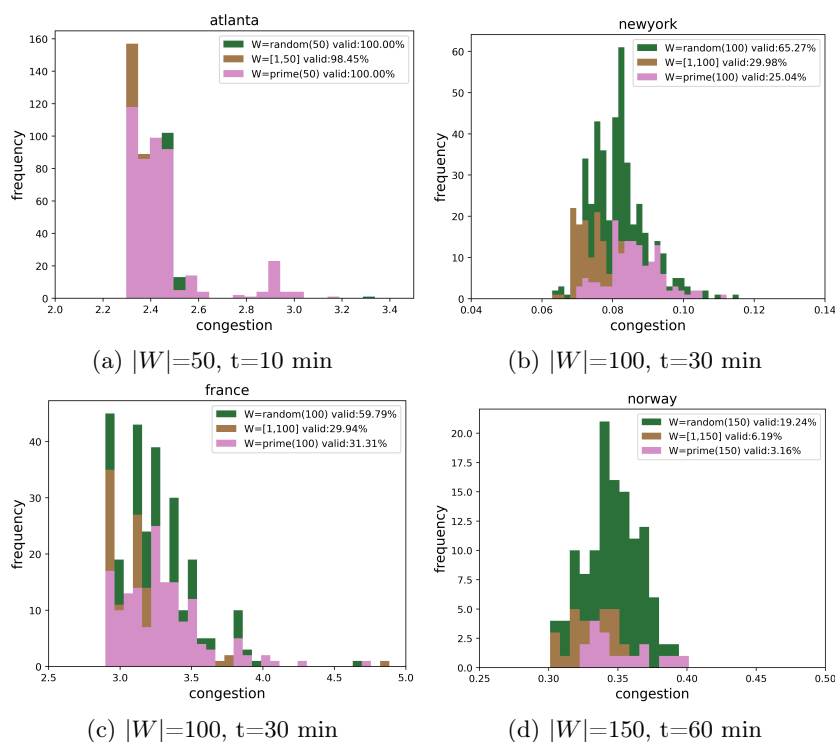 atlanta
160
140
120
100
80
60
40
20
0
frequency
W=random(50) valid:100.00%
W=[1,50] valid:98.45%
W=prime(50) valid:100.00%
2.0 2.2 2.4 2.6 2.8 3.0 3.2 3.4
congestion
(a) |W|=50, t=10 min
newyork
60
50
40
30
20
10
0
frequency
W=random(100) valid:65.27%
W=[1,100] valid:29.98%
W=prime(100) valid:25.04%
0.04 0.06 0.08 0.10 0.12 0.14
congestion
(b) |W|=100, t=30 min
france
40
30
20
10
0
frequency
W=random(100) valid:59.79%
W=[1,100] valid:29.94%
W=prime(100) valid:31.31%
2.5 3.0 3.5 4.0 4.5 5.0
congestion
(c) |W|=100, t=30 min
norway
20.0
17.5
15.0
12.5
10.0
7.5
5.0
2.5
0.0
frequency
W=random(150) valid:19.24%
W=[1,150] valid:6.19%
W=prime(150) valid:3.16%
0.25 0.30 0.35 0.40 0.45 0.50
congestion
(d) |W|=150, t=60 min